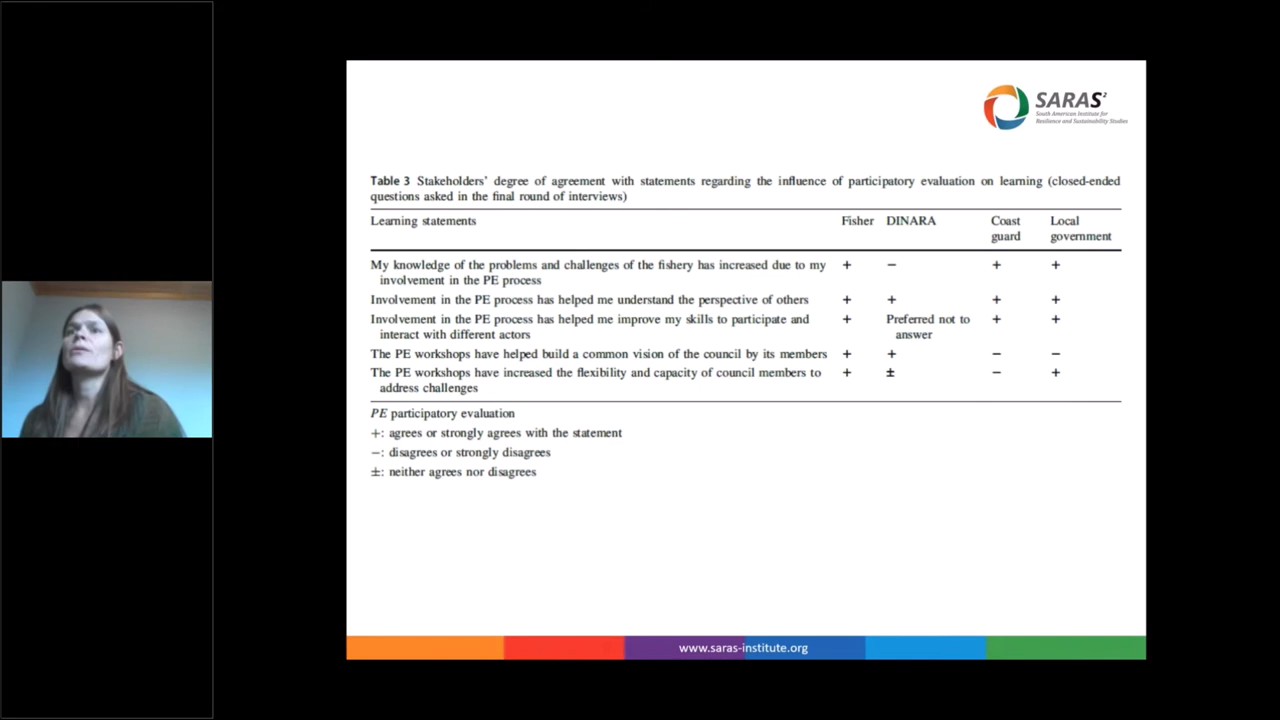 SARAS²
South American Institute for
Resilience and Sustainability Studies
Table 3 Stakeholders' degree of agreement with statements regarding the influence of participatory evaluation on learning (closed-ended
questions asked in the final round of interviews)
Learning statements Fisher DINARA Coast guard Local government
My knowledge of the problems and challenges of the fishery has increased due to my + − + +
involvement in the PE process
Involvement in the PE process has helped me understand the perspective of others + + + +
Involvement in the PE process has helped me improve my skills to participate and + Preferred not to + +
interact with different actors answer
The PE workshops have helped build a common vision of the council by its members + + − −
The PE workshops have increased the flexibility and capacity of council members to + ± − +
address challenges
PE participatory evaluation
+: agrees or strongly agrees with the statement
−: disagrees or strongly disagrees
±: neither agrees nor disagrees
www.saras-institute.org